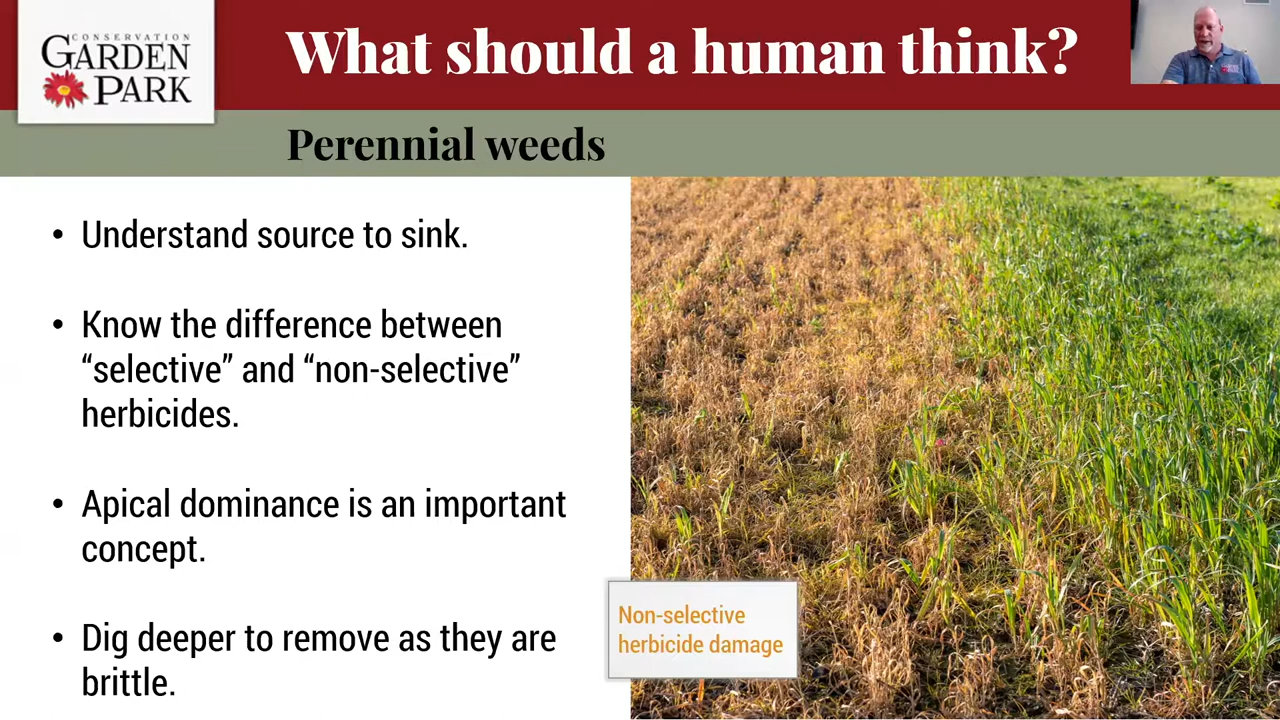 CONSERVATION
GARDEN
PARK
What should a human think?
Perennial weeds
• Understand source to sink.
• Know the difference between
“selective” and “non-selective”
herbicides.
• Apical dominance is an important
concept.
• Dig deeper to remove as they are
brittle.
Non-selective
herbicide damage